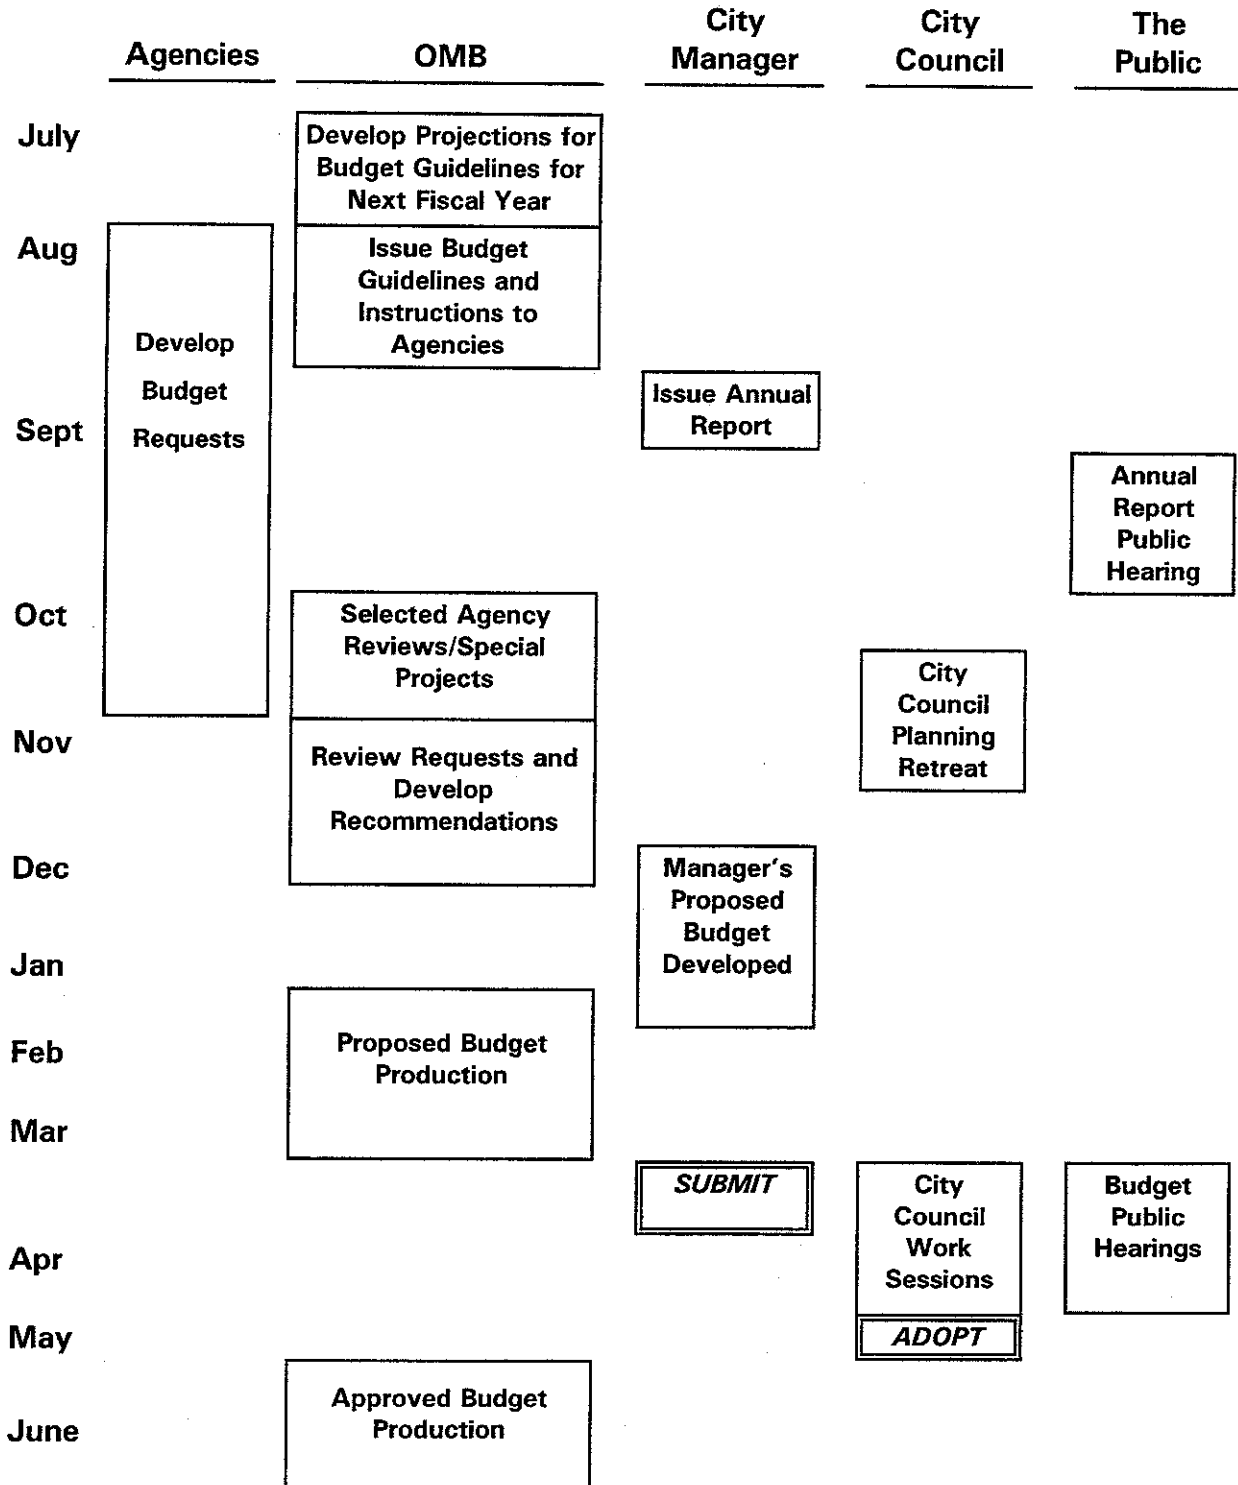 Agencies
OMB
City
Manager
City
Council
The
Public
July
Develop Projections for
Budget Guidelines for
Next Fiscal Year
Aug
Issue Budget
Guidelines and
Instructions to
Agencies
Develop
Budget
Requests
Sept
Issue Annual
Report
Annual
Report
Public
Hearing
Oct
Selected Agency
Reviews/Special
Projects
City
Council
Planning
Retreat
Nov
Review Requests and
Develop
Recommendations
Dec
Manager's
Proposed
Budget
Developed
Jan
Feb
Proposed Budget
Production
Mar
SUBMIT
City
Council
Work
Sessions
Budget
Public
Hearings
Apr
May
ADOPT
Approved Budget
Production
June